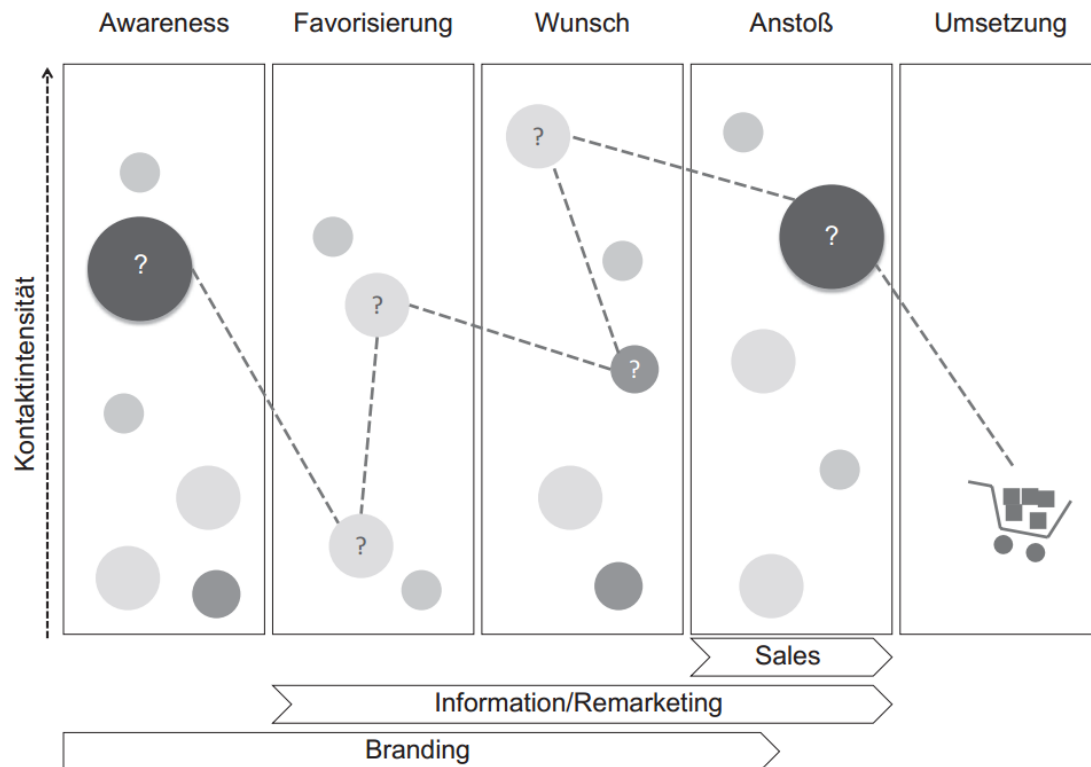 Awareness
Favorisierung
Wunsch
Anstoß
Umsetzung
Kontaktintensität
?
?
?
?
?
?
?
Sales
Information/Remarketing
Branding